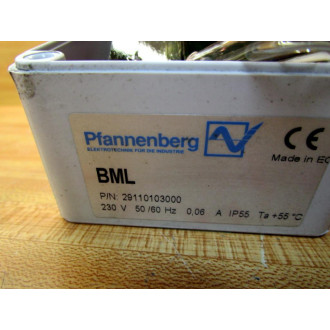 Pfannenberg
ELEKTROTECHNIK FÜR DIE INDUSTRIE
CE
Made in EC
BML
P/N: 29110103000
230 V 50/60 Hz 0,06 A IP55 Ta +55 °C